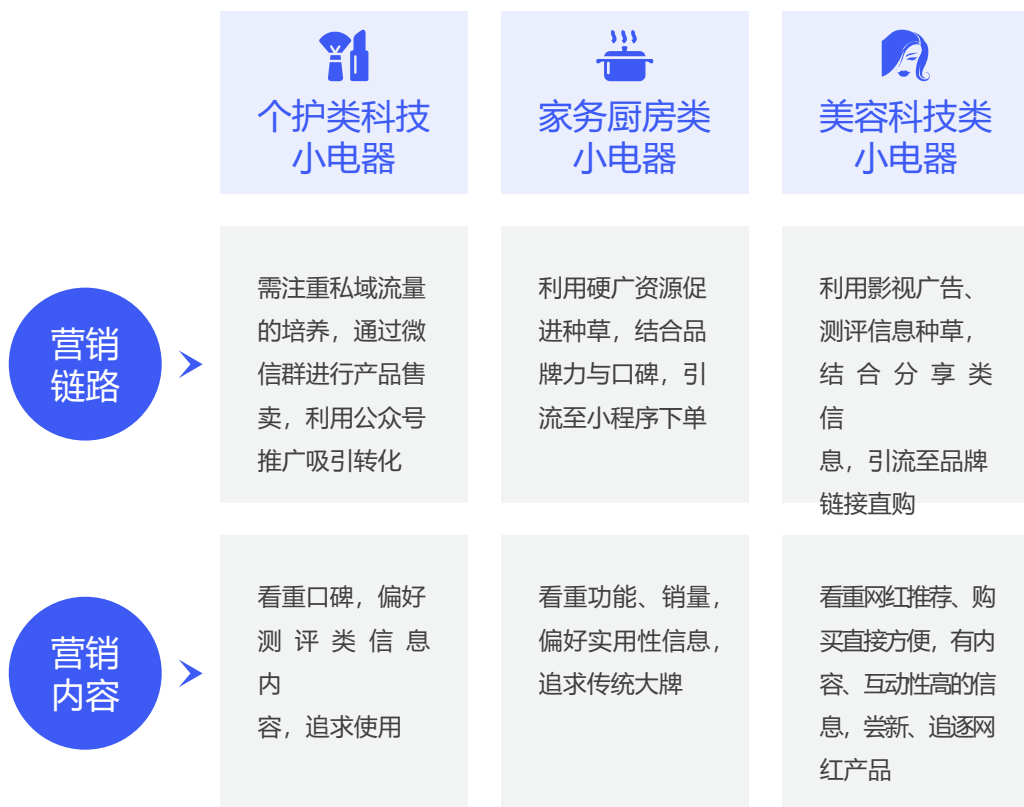 个护类科技
小电器
家务厨房类
小电器
美容科技类
小电器
营销
链路
需注重私域流量
的培养，通过微
信群进行产品售
卖，利用公众号
推广吸引转化
利用硬广资源促
进种草，结合品
牌力与口碑，引
流至小程序下单
利用影视广告、
测评信息种草，
结合分享类
信
息，引流至品牌
链接直购
营销
内容
看重口碑，偏好
测评类信息
内
容，追求使用
看重功能、销量，
偏好实用性信息，
追求传统大牌
看重网红推荐、购
买直接方便，有内
容、互动性高的信
息，尝新、追逐网
红产品